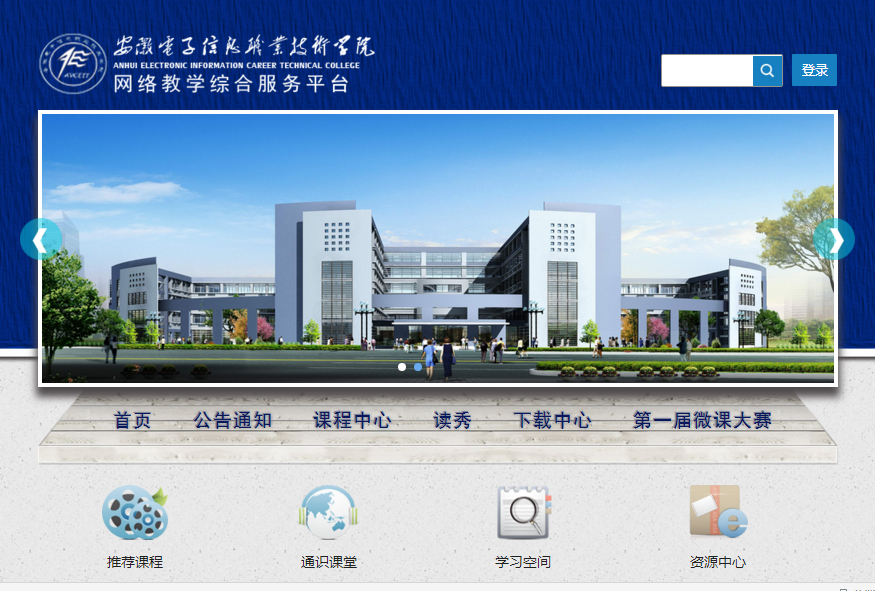 安徽电子信息职业技术学院
ANHUI ELECTRONIC INFORMATION CAREER TECHNICAL COLLEGE
网络教学综合服务平台
登录
首页 公告通知 课程中心 读秀 下载中心 第一届微课大赛
推荐课程 通识课堂 学习空间 资源中心